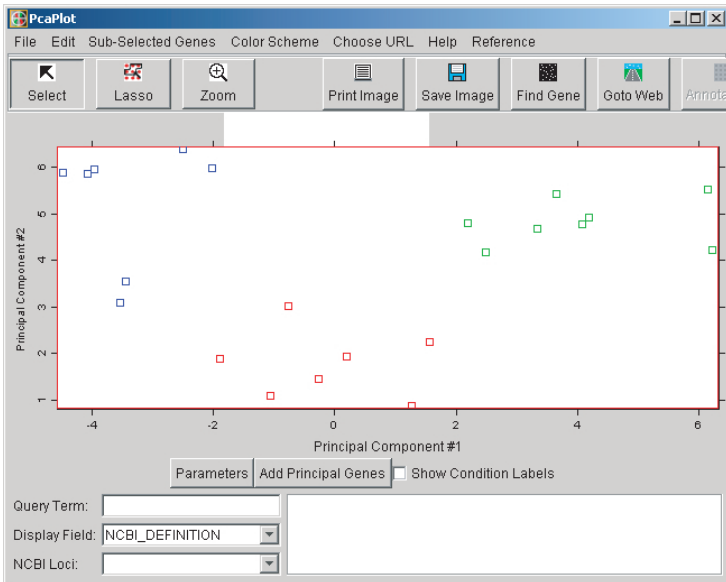 PcaPlot
File Edit Sub-Selected Genes Color Scheme Choose URL Help Reference
Select Lasso Zoom Print Image Save Image Find Gene Goto Web Annota
6
5
4
3
2
1
Principal Component #2
-4 -2 0 2 4 6
Principal Component #1
Parameters Add Principal Genes Show Condition Labels
Query Term:
Display Field: NCBI_DEFINITION
NCBI Loci: